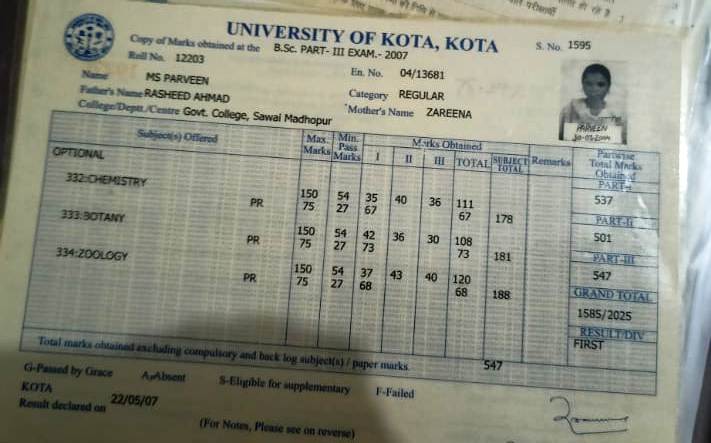 UNIVERSITY OF KOTA, KOTA
Copy of Marks obtained at the B.Sc. PART- III EXAM.- 2007 S. No. 1595
Roll No. 12203 En. No. 04/13681
Name MS PARVEEN Category REGULAR
Father's Name RASHEED AHMAD 'Mother's Name ZAREENA
College/Deptt./Centre Govt. College, Sawai Madhopur
PARVEEN
Subject(s) Offered Max. Marks Min. Pass Marks Marks Obtained I II III TOTAL SUBJECT TOTAL Remarks Partwise Total Marks Obtained
OPTIONAL PART-I
332:CHEMISTRY 150 54 35 40 36 111 537
PR 75 27 67 67 178 PART-II
333:BOTANY 150 54 42 36 30 108 501
PR 75 27 73 73 181 PART-III
334:ZOOLOGY 150 54 37 43 40 120 547
PR 75 27 68 68 188 GRAND TOTAL
1585/2025
RESULT/DIV
FIRST
Total marks obtained excluding compulsory and back log subject(s) / paper marks 547
G-Passed by Grace A-Absent S-Eligible for supplementary F-Failed
KOTA
Result declared on 22/05/07
(For Notes, Please see on reverse)